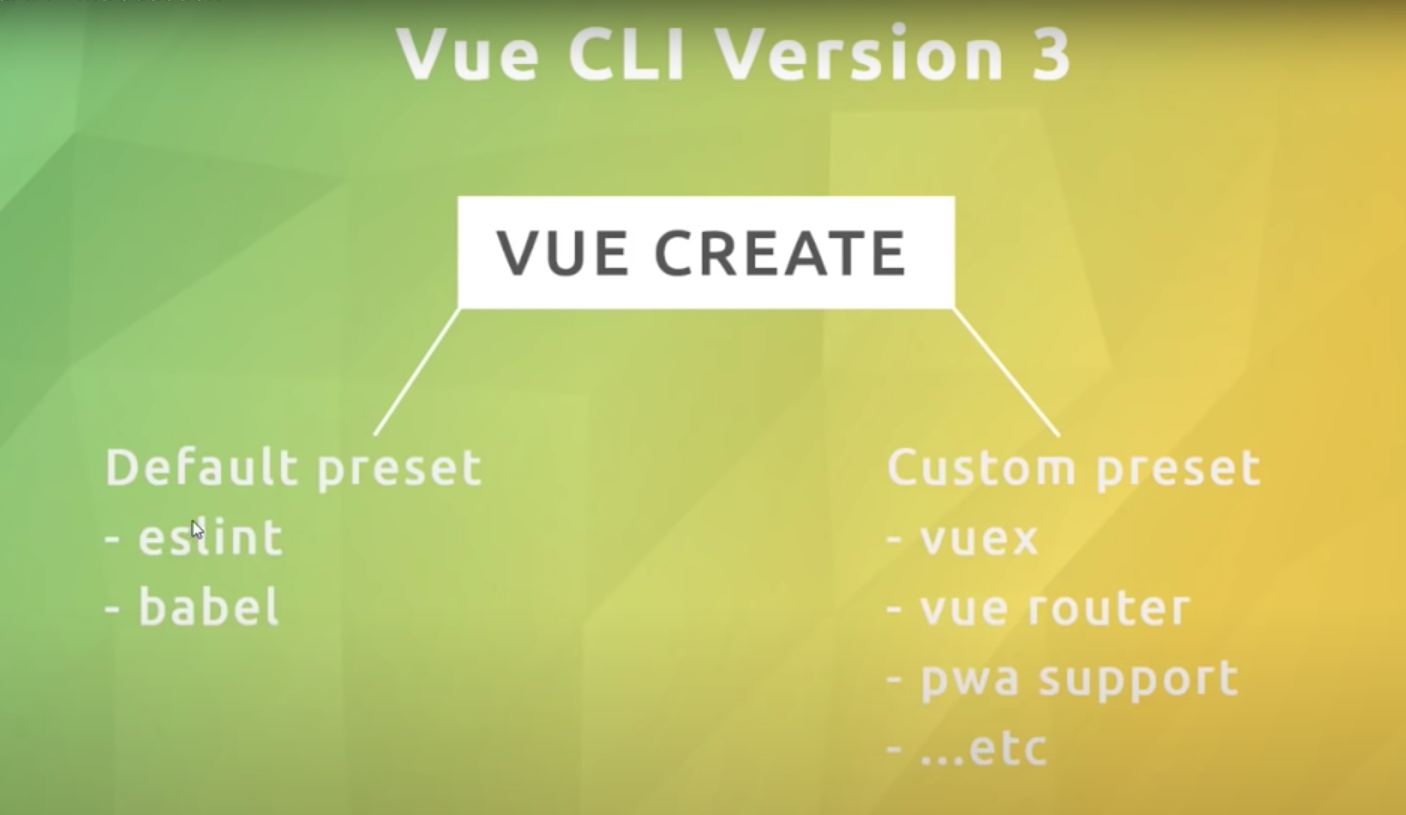 Vue CLI Version 3
VUE CREATE
Default preset
- eslint
- babel
Custom preset
- vuex
- vue router
- pwa support
- ...etc